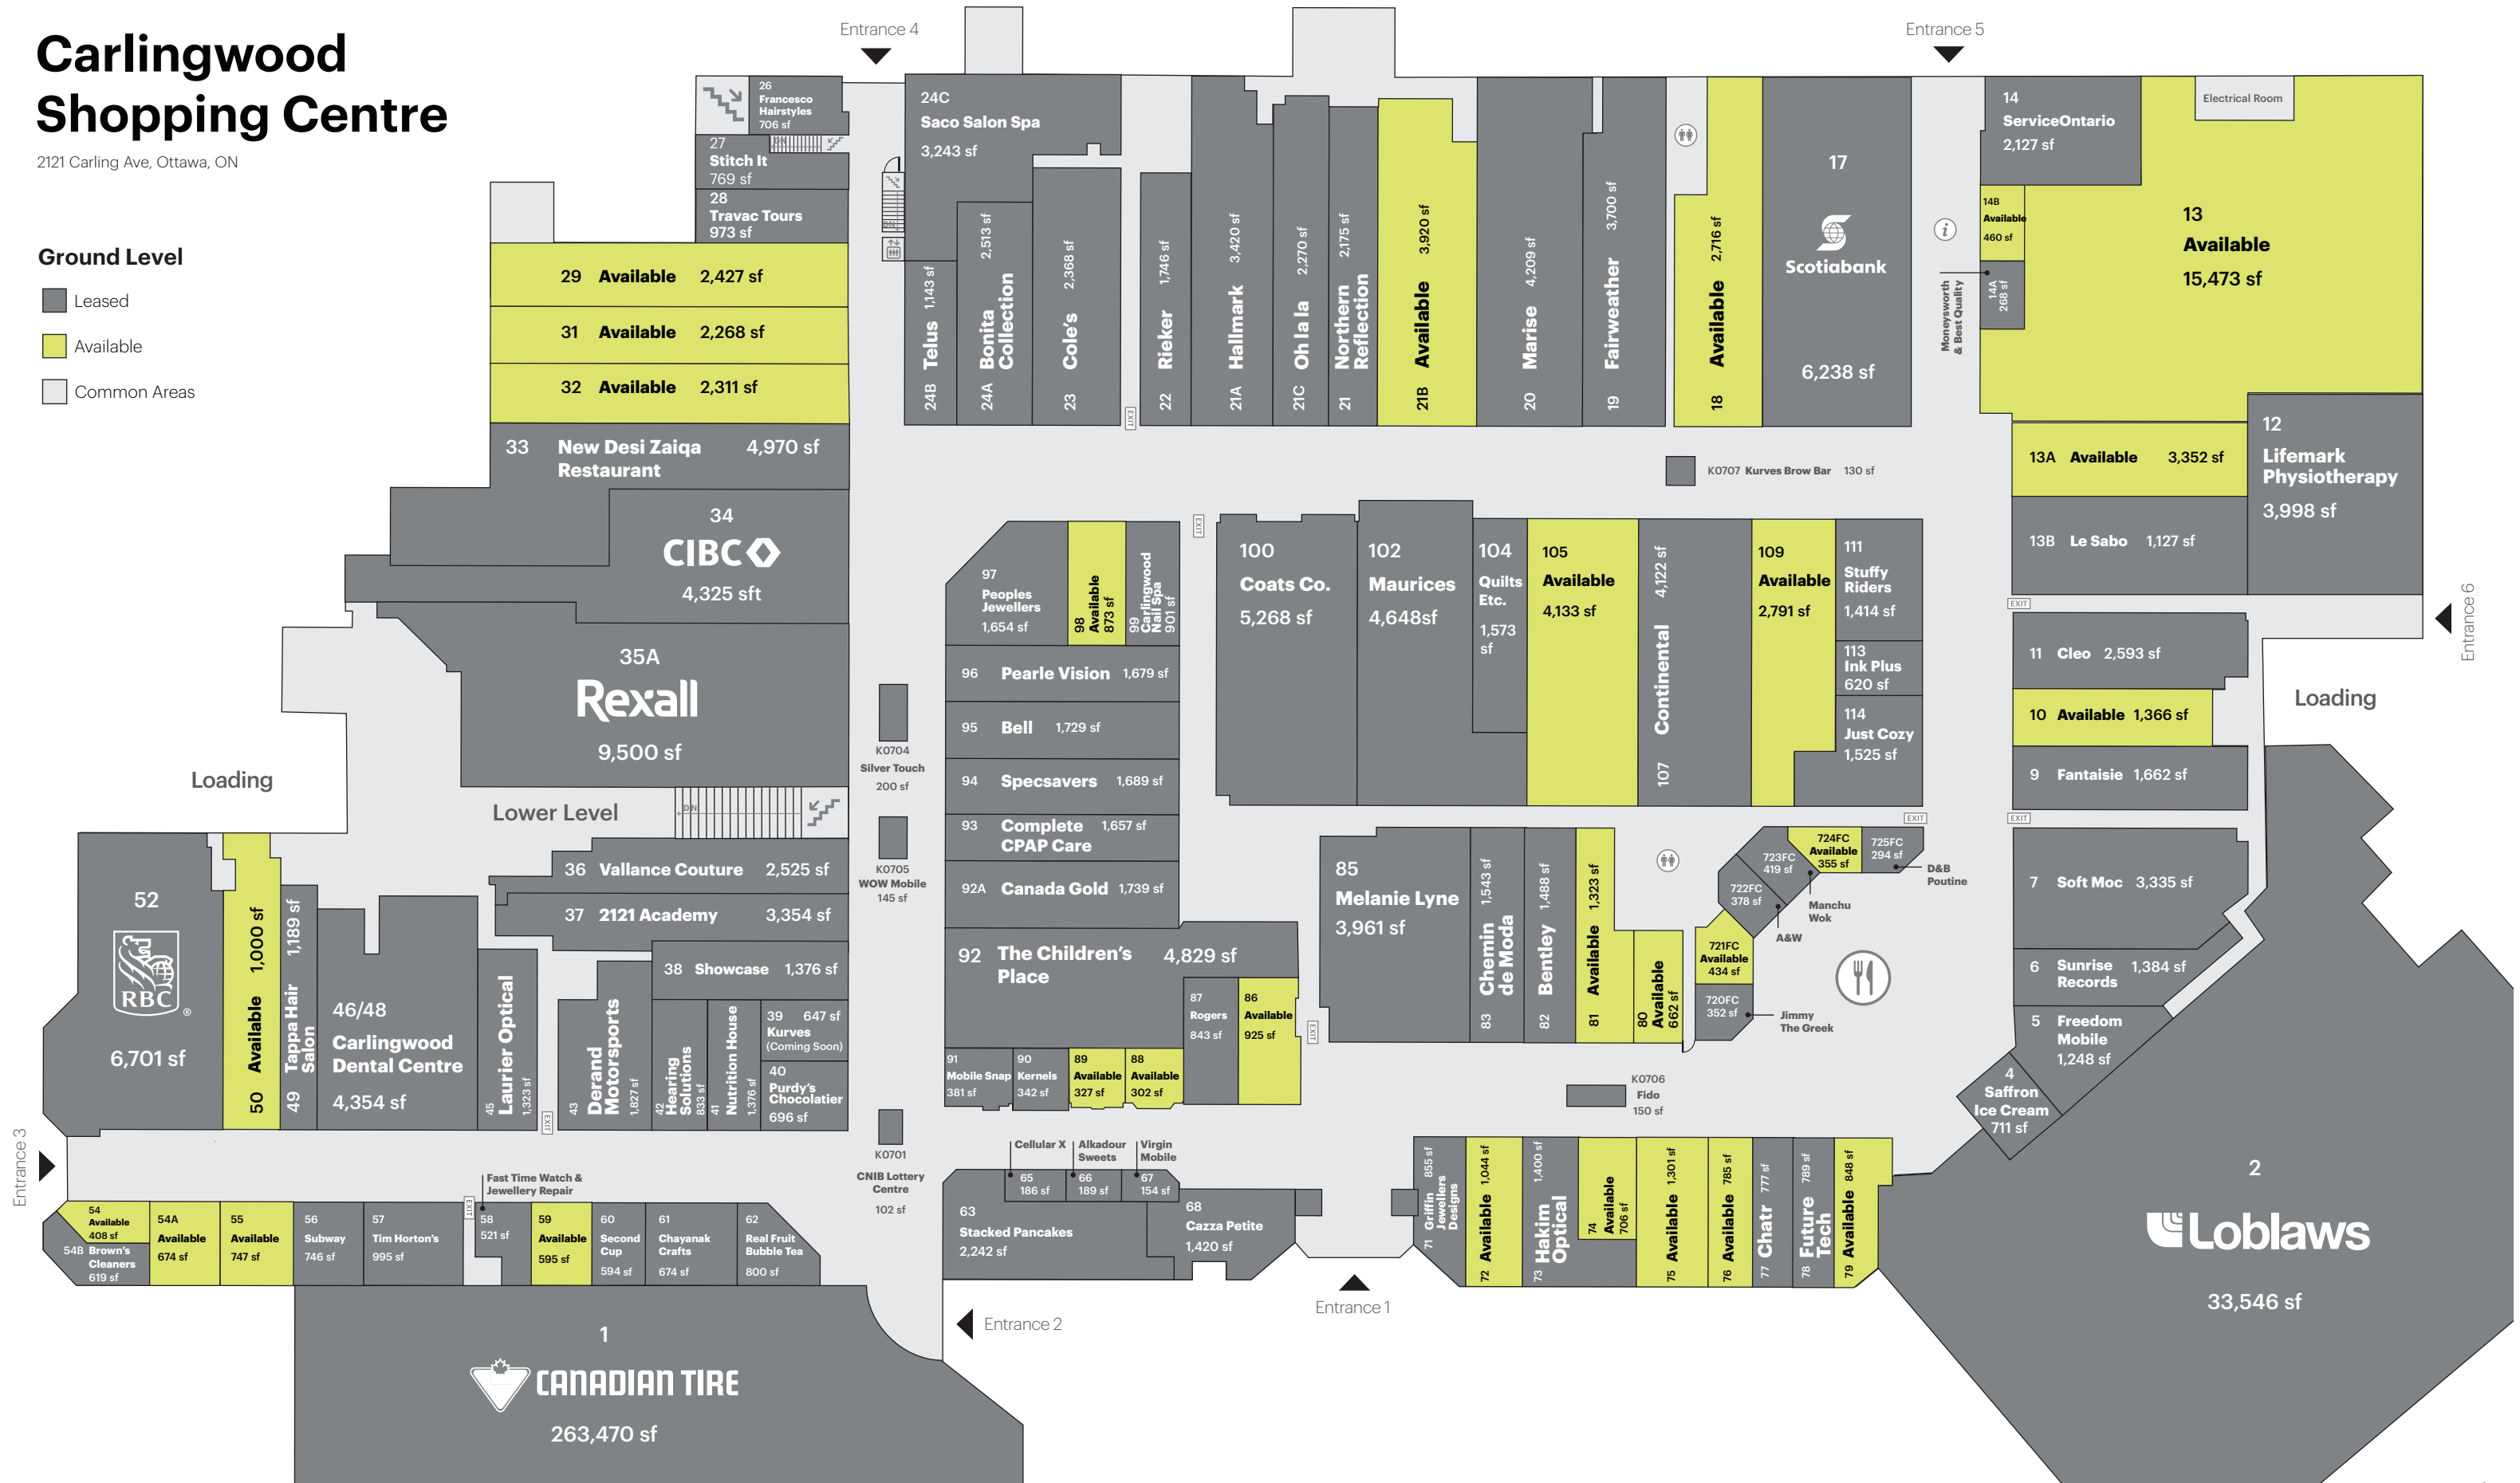 Carlingwood
Shopping Centre
2121 Carling Ave, Ottawa, ON
Ground Level
Leased
Available
Common Areas
Entrance 4
Entrance 5
26
Francesco
Hairstyles
706 sf
27
Stitch It
769 sf
DN
28
Travac Tours
973 sf
29 Available 2,427 sf
31 Available 2,268 sf
32 Available 2,311 sf
33 New Desi Zaiqa 4,970 sf
Restaurant
34
CIBC
4,325 sft
35A
Rexall
9,500 sf
Loading
Lower Level
DN
36 Vallance Couture 2,525 sf
37 2121 Academy 3,354 sf
38 Showcase 1,376 sf
39 647 sf
Kurves
(Coming Soon)
40
Purdy's
Chocolatier
696 sf
41 Nutrition House 1,376 sf
42 Hearing
Solutions 833 sf
43 Derand
Motorsports 1,827 sf
EXIT
45 Laurier Optical 1,323 sf
46/48
Carlingwood
Dental Centre
4,354 sf
49 Tappa Hair 1,189 sf
Salon
50 Available 1,000 sf
52
RBC
®
6,701 sf
Entrance 3
54
Available
408 sf
54B Brown's
Cleaners
619 sf
54A
Available
674 sf
55
Available
747 sf
56
Subway
746 sf
57
Tim Horton's
995 sf
EXIT
Fast Time Watch &
Jewellery Repair
58
521 sf
59
Available
595 sf
60
Second
Cup
594 sf
61
Chayanak
Crafts
674 sf
62
Real Fruit
Bubble Tea
800 sf
1
CANADIAN TIRE
263,470 sf
Entrance 2
24C
Saco Salon Spa
3,243 sf
DN
24B Telus 1,143 sf
24A Bonita 2,513 sf
Collection
23 Cole's 2,368 sf
EXIT
22 Rieker 1,746 sf
21A Hallmark 3,420 sf
21C Oh la la 2,270 sf
21 Northern 2,175 sf
Reflection
21B Available 3,920 sf
20 Marise 4,209 sf
19 Fairweather 3,700 sf
18 Available 2,716 sf
17
Scotiabank
6,238 sf
i
14
ServiceOntario
2,127 sf
14B
Available
460 sf
14A
268 sf
Moneysworth
& Best Quality
Electrical Room
13
Available
15,473 sf
13A Available 3,352 sf
13B Le Sabo 1,127 sf
12
Lifemark
Physiotherapy
3,998 sf
EXIT
Entrance 6
11 Cleo 2,593 sf
10 Available 1,366 sf
9 Fantaisie 1,662 sf
Loading
EXIT
EXIT
7 Soft Moc 3,335 sf
6 Sunrise 1,384 sf
Records
5 Freedom
Mobile
1,248 sf
4
Saffron
Ice Cream
711 sf
2
Loblaws
33,546 sf
K0707 Kurves Brow Bar 130 sf
K0704
Silver Touch
200 sf
K0705
WOW Mobile
145 sf
K0701
CNIB Lottery
Centre
102 sf
97
Peoples
Jewellers
1,654 sf
98
Available
873 sf
99
Carlingwood
Nail Spa
901 sf
EXIT
96 Pearle Vision 1,679 sf
95 Bell 1,729 sf
94 Specsavers 1,689 sf
93 Complete 1,657 sf
CPAP Care
92A Canada Gold 1,739 sf
92 The Children's 4,829 sf
Place
91
Mobile Snap
381 sf
90
Kernels
342 sf
89
Available
327 sf
88
Available
302 sf
87
Rogers
843 sf
86
Available
925 sf
EXIT
100
Coats Co.
5,268 sf
102
Maurices
4,648sf
104
Quilts
Etc.
1,573
sf
105
Available
4,133 sf
107 Continental 4,122 sf
109
Available
2,791 sf
111
Stuffy
Riders
1,414 sf
113
Ink Plus
620 sf
114
Just Cozy
1,525 sf
85
Melanie Lyne
3,961 sf
83 Chemin 1,543 sf
de Moda
82 Bentley 1,488 sf
81 Available 1,323 sf
80
Available
662 sf
724FC
Available
355 sf
725FC
294 sf
D&B
Poutine
723FC
419 sf
Manchu
Wok
722FC
378 sf
A&W
721FC
Available
434 sf
720FC
352 sf
Jimmy
The Greek
K0706
Fido
150 sf
Cellular X
Alkadour
Sweets
Virgin
Mobile
65
186 sf
66
189 sf
67
154 sf
63
Stacked Pancakes
2,242 sf
68
Cazza Petite
1,420 sf
Entrance 1
71 Griffin 855 sf
Jewellers
Designs
72 Available 1,044 sf
73 Hakim 1,400 sf
Optical
74
Available
706 sf
75 Available 1,301 sf
76 Available 785 sf
77 Chatr 777 sf
78 Future 789 sf
Tech
79 Available 848 sf